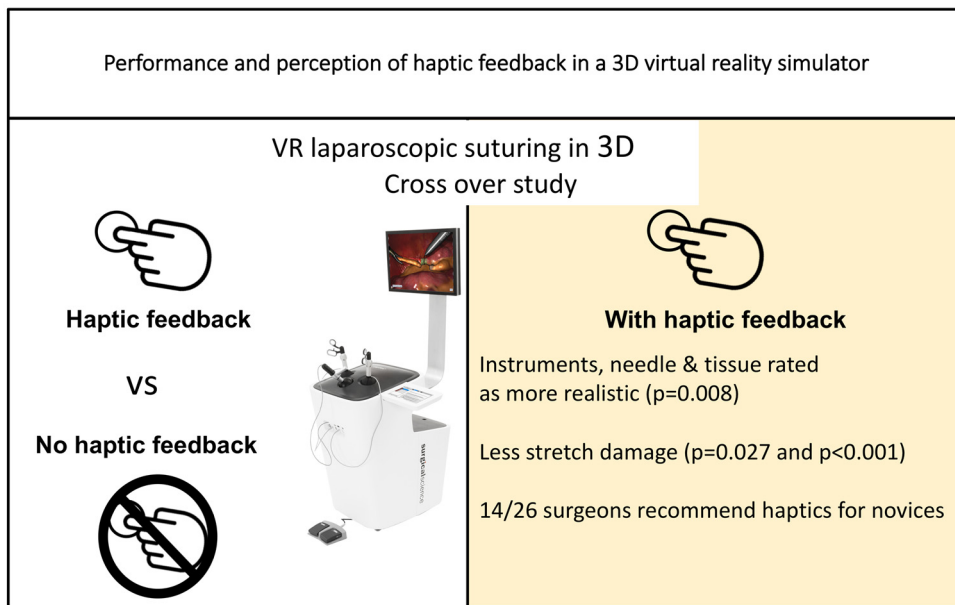 Performance and perception of haptic feedback in a 3D virtual reality simulator
VR laparoscopic suturing in 3D
Cross over study
Haptic feedback
VS
No haptic feedback
surgicalscience
With haptic feedback
Instruments, needle & tissue rated
as more realistic (p=0.008)
Less stretch damage (p=0.027 and p<0.001)
14/26 surgeons recommend haptics for novices